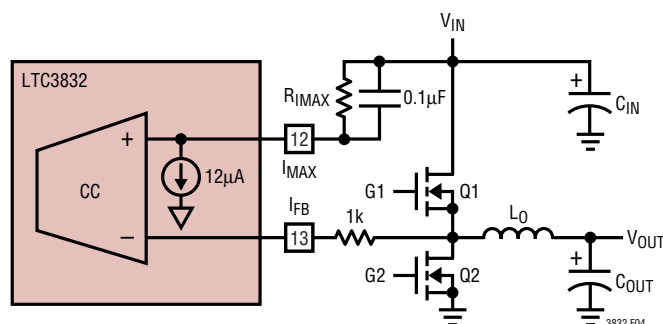 V_IN
LTC3832
R_IMAX
0.1µF
+
C_IN
+
12
I_MAX
12µA
CC
G1
Q1
I_FB
L_O
−
13
1k
V_OUT
+
G2
Q2
C_OUT
3832 F04